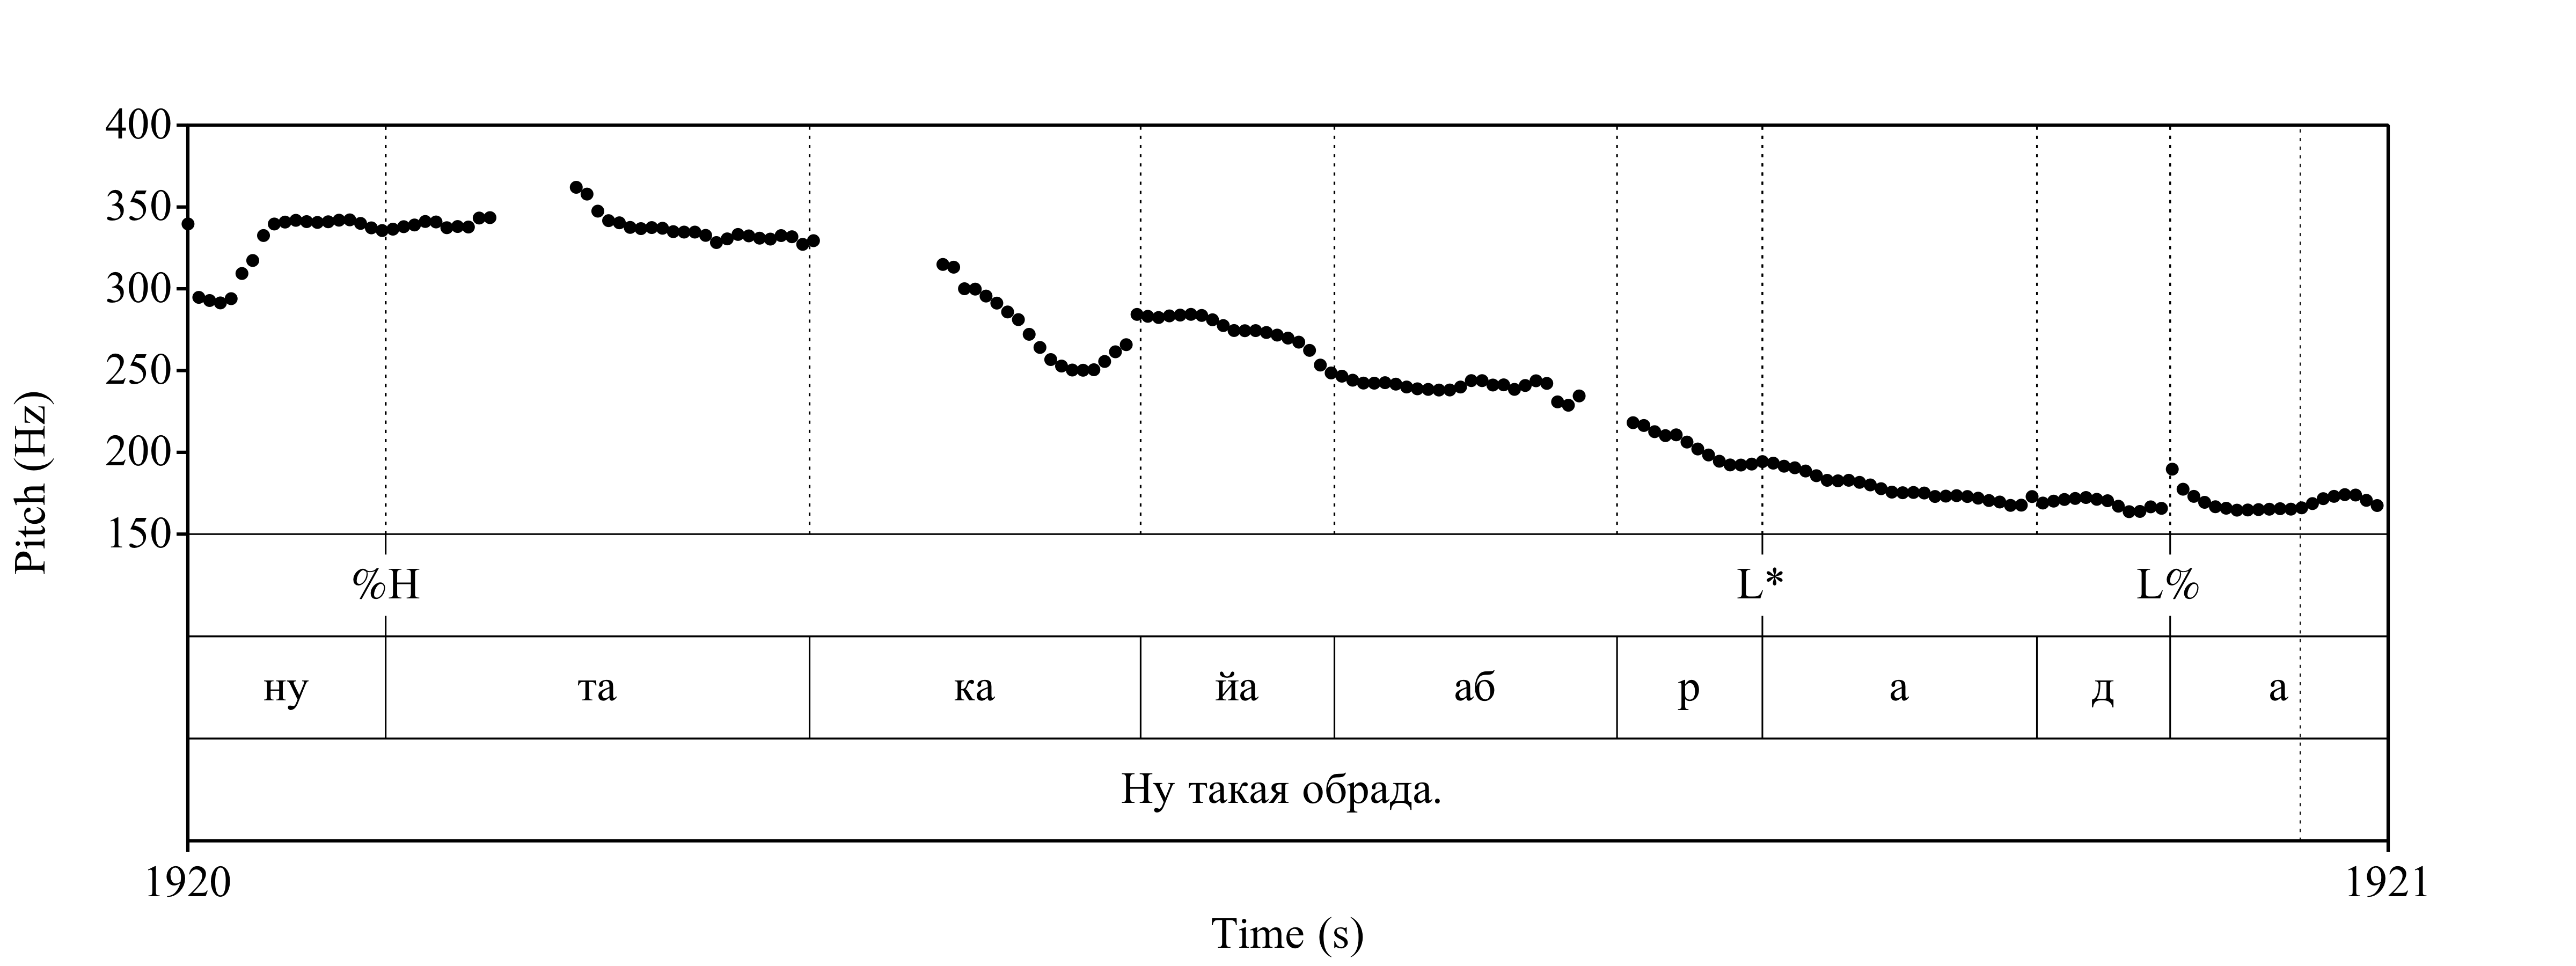 400
350
300
250
200
150
Pitch (Hz)
%H L* L%
ну та ка йа аб р а д а
Ну такая обрада.
1920 1921
Time (s)